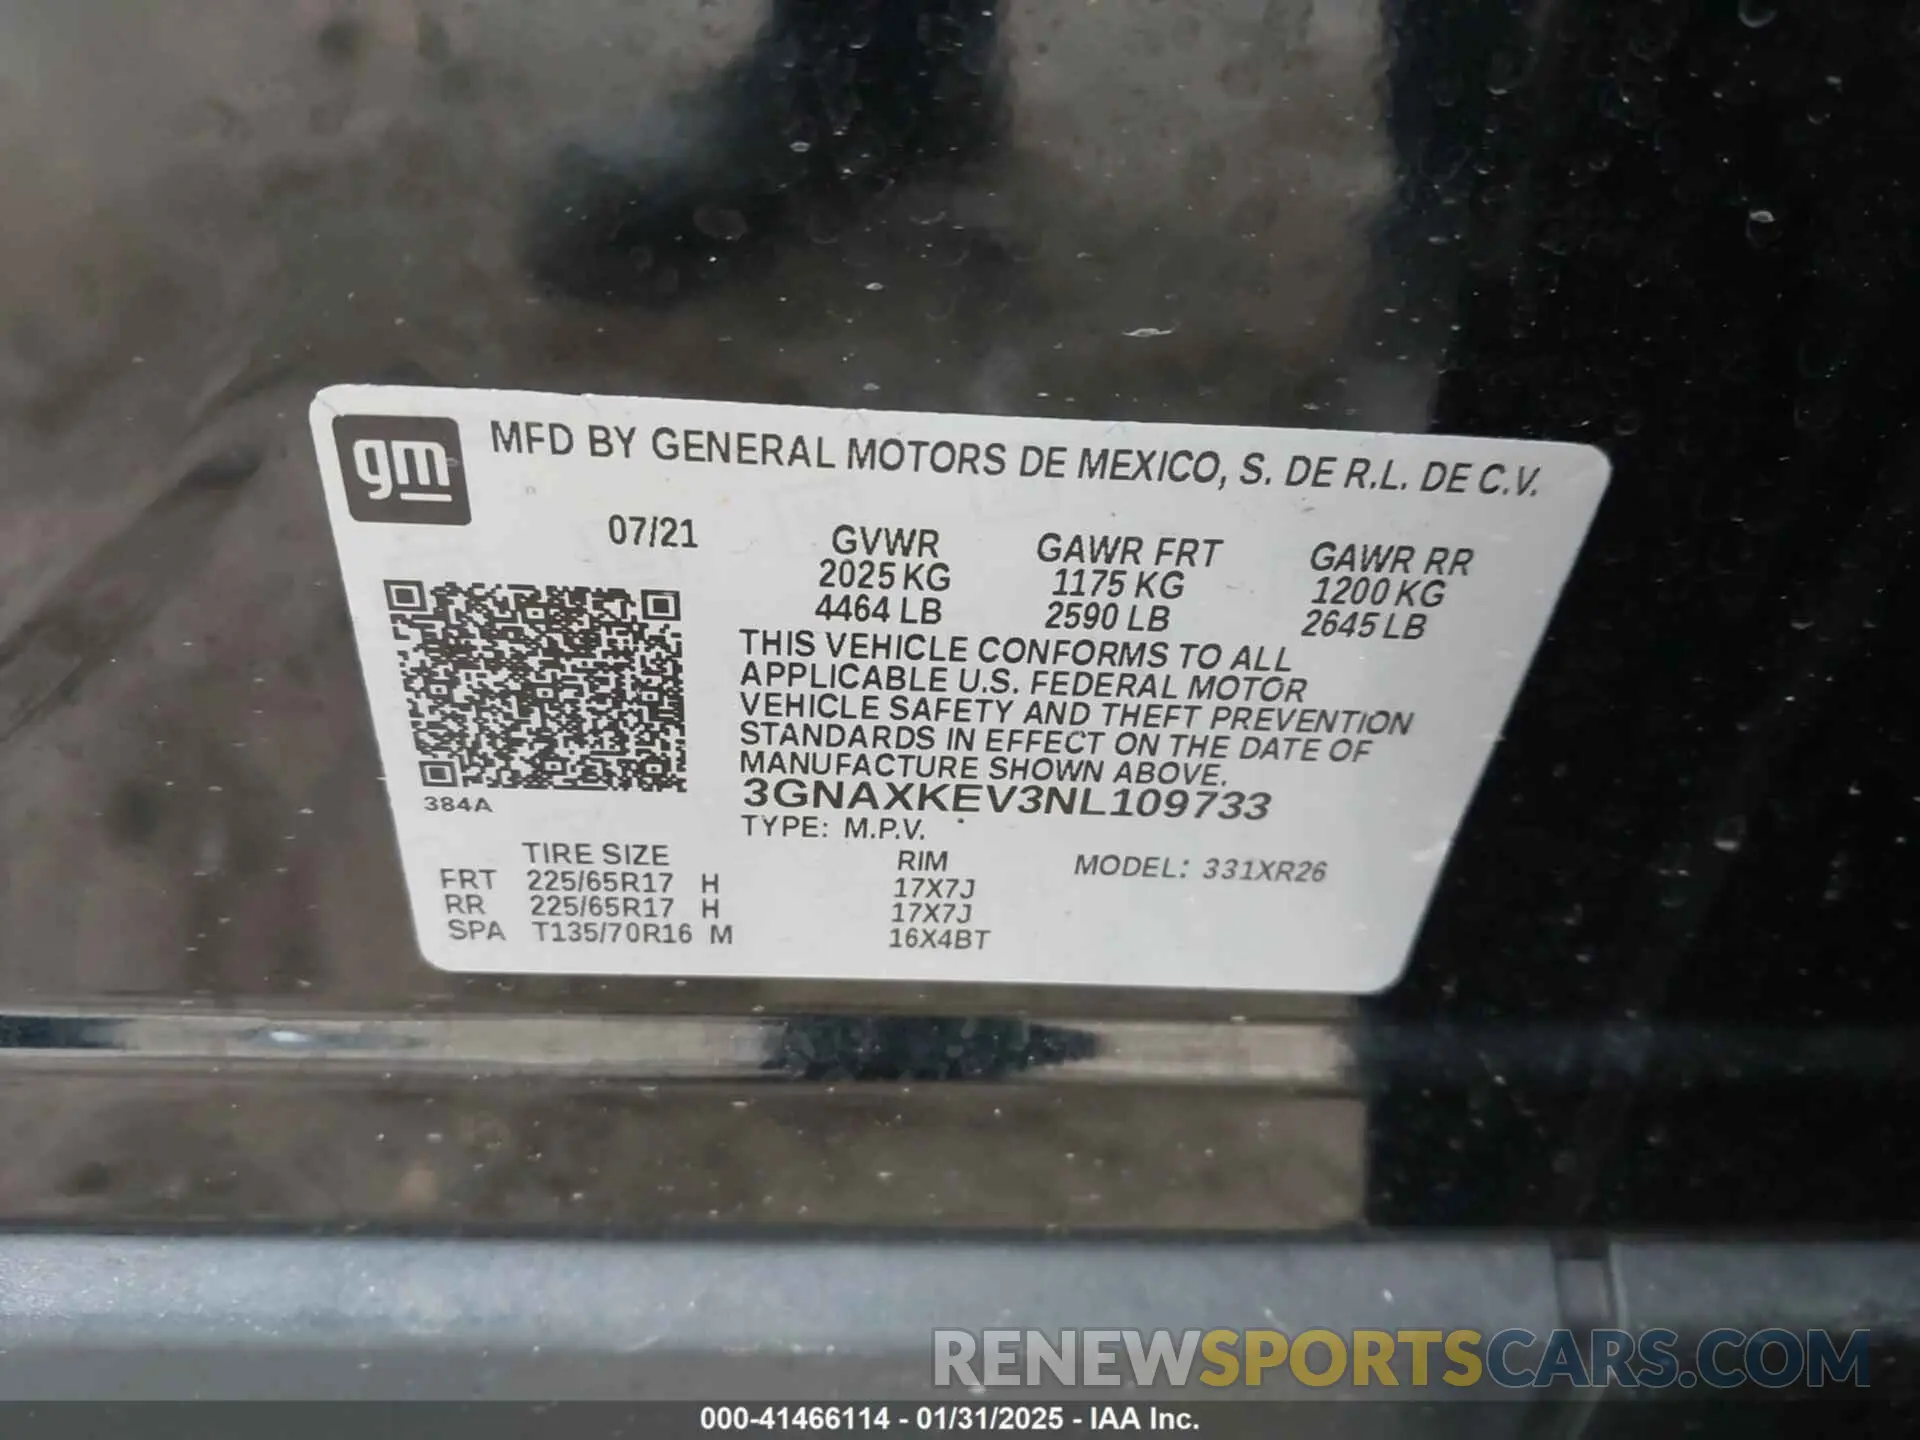 gm
MFD BY GENERAL MOTORS DE MEXICO, S. DE R.L. DE C.V.
07/21 GVWR GAWR FRT GAWR RR
2025 KG 1175 KG 1200 KG
4464 LB 2590 LB 2645 LB
THIS VEHICLE CONFORMS TO ALL
APPLICABLE U.S. FEDERAL MOTOR
VEHICLE SAFETY AND THEFT PREVENTION
STANDARDS IN EFFECT ON THE DATE OF
MANUFACTURE SHOWN ABOVE.
384A 3GNAXKEV3NL109733
TYPE: M.P.V.
TIRE SIZE RIM MODEL: 331XR26
FRT 225/65R17 H 17X7J
RR 225/65R17 H 17X7J
SPA T135/70R16 M 16X4BT
RENEWSPORTSCARS.COM
000-41466114 - 01/31/2025 - IAA Inc.